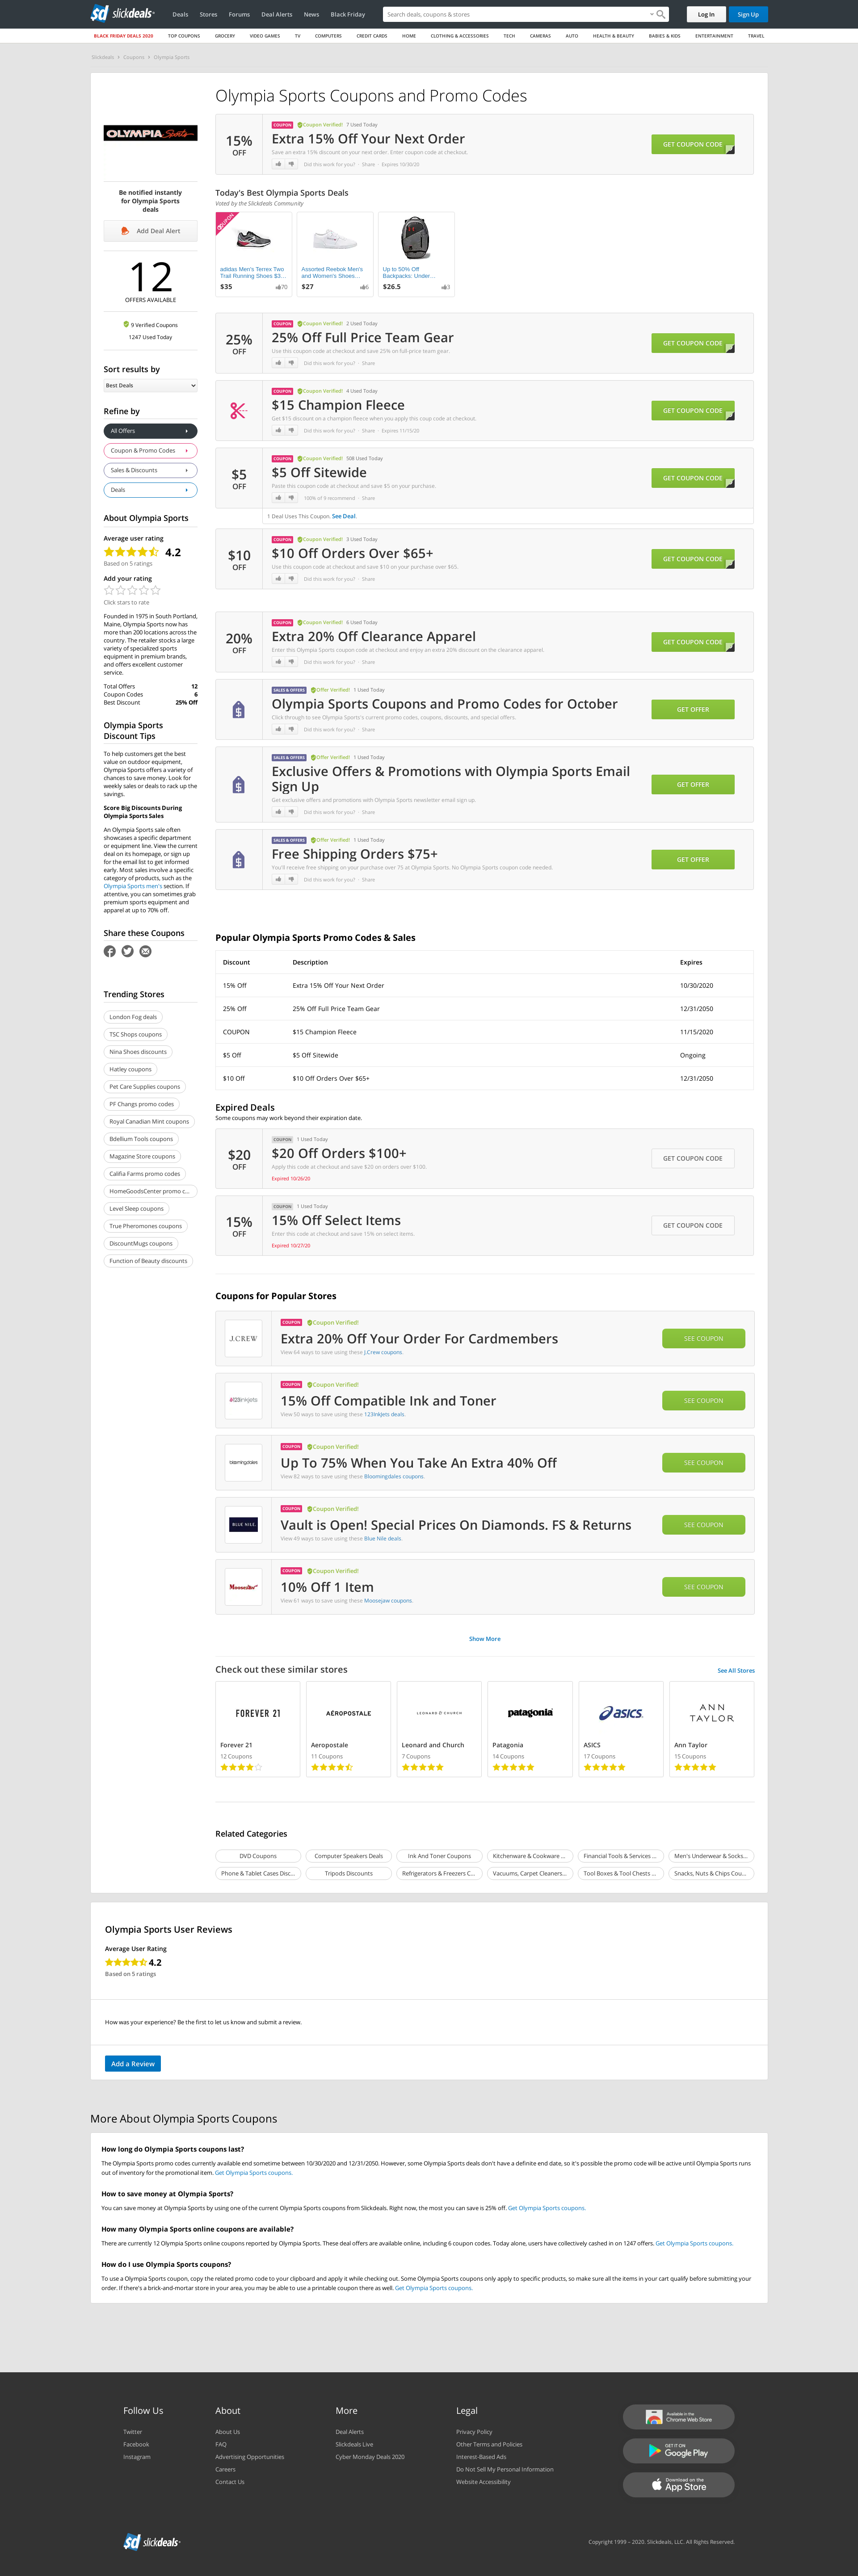 sd slickdeals
Deals Stores Forums Deal Alerts News Black Friday
Search deals, coupons & stores
Log In Sign Up
BLACK FRIDAY DEALS 2020 TOP COUPONS GROCERY VIDEO GAMES TV COMPUTERS CREDIT CARDS HOME CLOTHING & ACCESSORIES TECH CAMERAS AUTO HEALTH & BEAUTY BABIES & KIDS ENTERTAINMENT TRAVEL
Slickdeals › Coupons › Olympia Sports
OLYMPIA Sports
Be notified instantly
for Olympia Sports
deals
Add Deal Alert
12
OFFERS AVAILABLE
9 Verified Coupons
1247 Used Today
Sort results by
Best Deals
Refine by
All Offers
Coupon & Promo Codes
Sales & Discounts
Deals
About Olympia Sports
Average user rating
4.2
Based on 5 ratings
Add your rating
Click stars to rate
Founded in 1975 in South Portland,
Maine, Olympia Sports now has
more than 200 locations across the
country. The retailer stocks a large
variety of specialized sports
equipment in premium brands,
and offers excellent customer
service.
Total Offers 12
Coupon Codes 6
Best Discount 25% Off
Olympia Sports
Discount Tips
To help customers get the best
value on outdoor equipment,
Olympia Sports offers a variety of
chances to save money. Look for
weekly sales or deals to rack up the
savings.
Score Big Discounts During
Olympia Sports Sales
An Olympia Sports sale often
showcases a specific department
or equipment line. View the current
deal on its homepage, or sign up
for the email list to get informed
early. Most sales involve a specific
category of products, such as the
Olympia Sports men's section. If
attentive, you can sometimes grab
premium sports equipment and
apparel at up to 70% off.
Share these Coupons
Trending Stores
London Fog deals
TSC Shops coupons
Nina Shoes discounts
Hatley coupons
Pet Care Supplies coupons
PF Changs promo codes
Royal Canadian Mint coupons
Bdellium Tools coupons
Magazine Store coupons
Califia Farms promo codes
HomeGoodsCenter promo c...
Level Sleep coupons
True Pheromones coupons
DiscountMugs coupons
Function of Beauty discounts
Olympia Sports Coupons and Promo Codes
15%
OFF
COUPON Coupon Verified! 7 Used Today
Extra 15% Off Your Next Order
Save an extra 15% discount on your next order. Enter coupon code at checkout.
Did this work for you? · Share · Expires 10/30/20
GET COUPON CODE
Today's Best Olympia Sports Deals
Voted by the Slickdeals Community
COUPON
adidas Men's Terrex Two
Trail Running Shoes $3...
$35 70
Assorted Reebok Men's
and Women's Shoes...
$27 6
Up to 50% Off
Backpacks: Under...
$26.5 3
25%
OFF
COUPON Coupon Verified! 2 Used Today
25% Off Full Price Team Gear
Use this coupon code at checkout and save 25% on full-price team gear.
Did this work for you? · Share
GET COUPON CODE
COUPON Coupon Verified! 4 Used Today
$15 Champion Fleece
Get $15 discount on a champion fleece when you apply this coup code at checkout.
Did this work for you? · Share · Expires 11/15/20
GET COUPON CODE
$5
OFF
COUPON Coupon Verified! 508 Used Today
$5 Off Sitewide
Paste this coupon code at checkout and save $5 on your purchase.
100% of 9 recommend · Share
GET COUPON CODE
1 Deal Uses This Coupon. See Deal.
$10
OFF
COUPON Coupon Verified! 3 Used Today
$10 Off Orders Over $65+
Use this coupon code at checkout and save $10 on your purchase over $65.
Did this work for you? · Share
GET COUPON CODE
20%
OFF
COUPON Coupon Verified! 6 Used Today
Extra 20% Off Clearance Apparel
Enter this Olympia Sports coupon code at checkout and enjoy an extra 20% discount on the clearance apparel.
Did this work for you? · Share
GET COUPON CODE
SALES & OFFERS Offer Verified! 1 Used Today
Olympia Sports Coupons and Promo Codes for October
Click through to see Olympia Sports's current promo codes, coupons, discounts, and special offers.
Did this work for you? · Share
GET OFFER
SALES & OFFERS Offer Verified! 1 Used Today
Exclusive Offers & Promotions with Olympia Sports Email
Sign Up
Get exclusive offers and promotions with Olympia Sports newsletter email sign up.
Did this work for you? · Share
GET OFFER
SALES & OFFERS Offer Verified! 1 Used Today
Free Shipping Orders $75+
You'll receive free shipping on your purchase over 75 at Olympia Sports. No Olympia Sports coupon code needed.
Did this work for you? · Share
GET OFFER
Popular Olympia Sports Promo Codes & Sales
Discount Description Expires
15% Off Extra 15% Off Your Next Order 10/30/2020
25% Off 25% Off Full Price Team Gear 12/31/2050
COUPON $15 Champion Fleece 11/15/2020
$5 Off $5 Off Sitewide Ongoing
$10 Off $10 Off Orders Over $65+ 12/31/2050
Expired Deals
Some coupons may work beyond their expiration date.
$20
OFF
COUPON 1 Used Today
$20 Off Orders $100+
Apply this code at checkout and save $20 on orders over $100.
Expired 10/26/20
GET COUPON CODE
15%
OFF
COUPON 1 Used Today
15% Off Select Items
Enter this code at checkout and save 15% on select items.
Expired 10/27/20
GET COUPON CODE
Coupons for Popular Stores
J.CREW
COUPON Coupon Verified!
Extra 20% Off Your Order For Cardmembers
View 64 ways to save using these J.Crew coupons.
SEE COUPON
123inkjets
COUPON Coupon Verified!
15% Off Compatible Ink and Toner
View 50 ways to save using these 123InkJets deals.
SEE COUPON
bloomingdales
COUPON Coupon Verified!
Up To 75% When You Take An Extra 40% Off
View 82 ways to save using these Bloomingdales coupons.
SEE COUPON
BLUE NILE
COUPON Coupon Verified!
Vault is Open! Special Prices On Diamonds. FS & Returns
View 49 ways to save using these Blue Nile deals.
SEE COUPON
Moosejaw
COUPON Coupon Verified!
10% Off 1 Item
View 61 ways to save using these Moosejaw coupons.
SEE COUPON
Show More
Check out these similar stores See All Stores
FOREVER 21
Forever 21
12 Coupons
AÉROPOSTALE
Aeropostale
11 Coupons
LEONARD & CHURCH
Leonard and Church
7 Coupons
patagonia
Patagonia
14 Coupons
asics
ASICS
17 Coupons
ANN
TAYLOR
Ann Taylor
15 Coupons
Related Categories
DVD Coupons Computer Speakers Deals Ink And Toner Coupons Kitchenware & Cookware ... Financial Tools & Services ... Men's Underwear & Socks...
Phone & Tablet Cases Disc... Tripods Discounts Refrigerators & Freezers C... Vacuums, Carpet Cleaners... Tool Boxes & Tool Chests ... Snacks, Nuts & Chips Cou...
Olympia Sports User Reviews
Average User Rating
4.2
Based on 5 ratings
How was your experience? Be the first to let us know and submit a review.
Add a Review
More About Olympia Sports Coupons
How long do Olympia Sports coupons last?
The Olympia Sports promo codes currently available end sometime between 10/30/2020 and 12/31/2050. However, some Olympia Sports deals don't have a definite end date, so it's possible the promo code will be active until Olympia Sports runs
out of inventory for the promotional item. Get Olympia Sports coupons.
How to save money at Olympia Sports?
You can save money at Olympia Sports by using one of the current Olympia Sports coupons from Slickdeals. Right now, the most you can save is 25% off. Get Olympia Sports coupons.
How many Olympia Sports online coupons are available?
There are currently 12 Olympia Sports online coupons reported by Olympia Sports. These deal offers are available online, including 6 coupon codes. Today alone, users have collectively cashed in on 1247 offers. Get Olympia Sports coupons.
How do I use Olympia Sports coupons?
To use a Olympia Sports coupon, copy the related promo code to your clipboard and apply it while checking out. Some Olympia Sports coupons only apply to specific products, so make sure all the items in your cart qualify before submitting your
order. If there's a brick-and-mortar store in your area, you may be able to use a printable coupon there as well. Get Olympia Sports coupons.
Follow Us
Twitter
Facebook
Instagram
About
About Us
FAQ
Advertising Opportunities
Careers
Contact Us
More
Deal Alerts
Slickdeals Live
Cyber Monday Deals 2020
Legal
Privacy Policy
Other Terms and Policies
Interest-Based Ads
Do Not Sell My Personal Information
Website Accessibility
Available in the
Chrome Web Store
GET IT ON
Google Play
Download on the
App Store
sd slickdeals
Copyright 1999 – 2020. Slickdeals, LLC. All Rights Reserved.